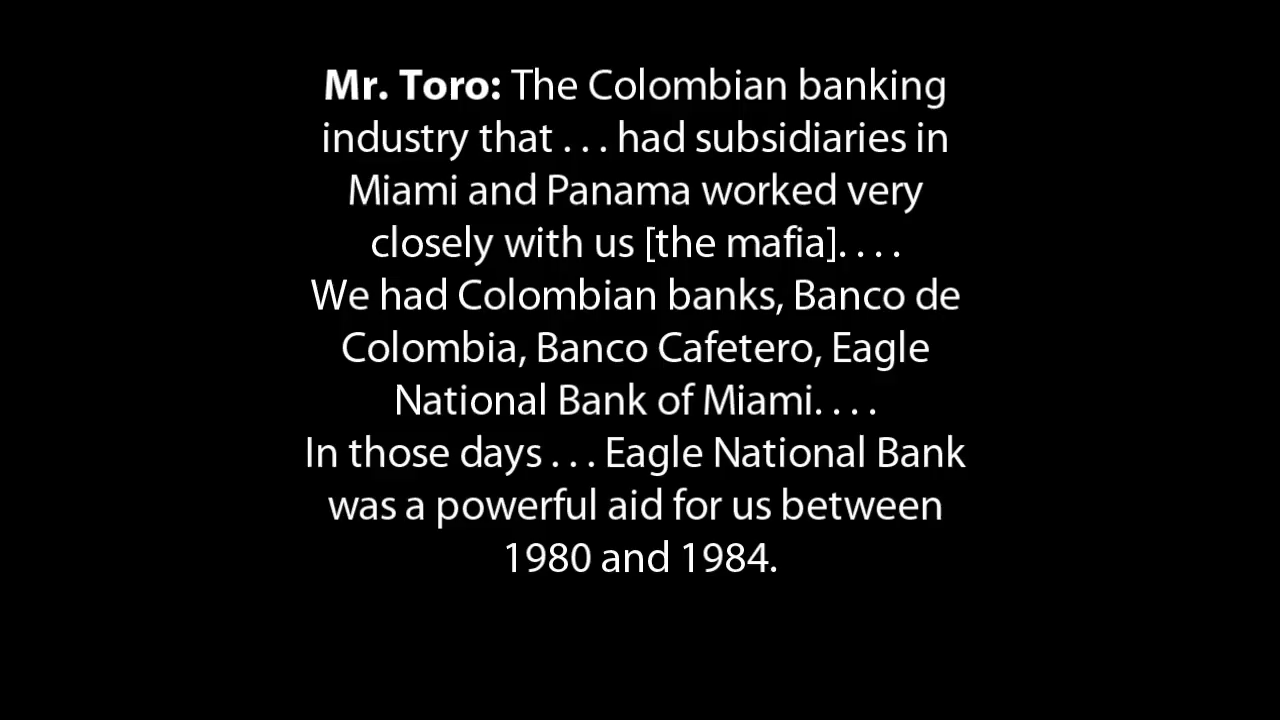 Mr. Toro: The Colombian banking
industry that . . . had subsidiaries in
Miami and Panama worked very
closely with us [the mafia]. . . .
We had Colombian banks, Banco de
Colombia, Banco Cafetero, Eagle
National Bank of Miami. . . .
In those days . . . Eagle National Bank
was a powerful aid for us between
1980 and 1984.